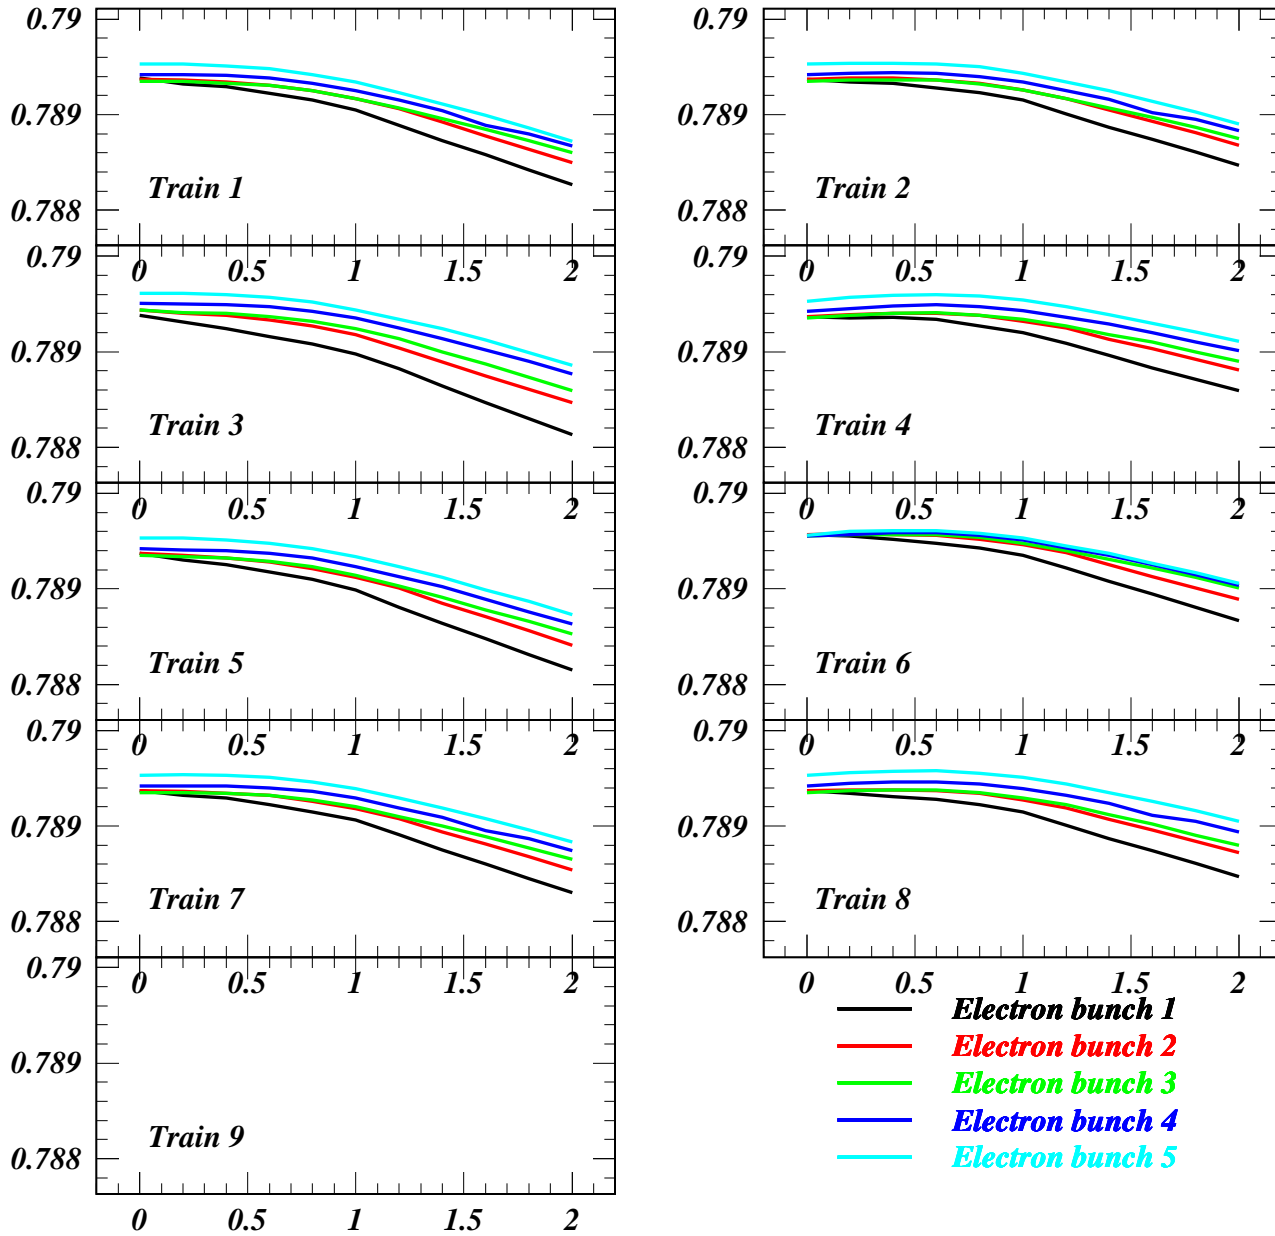 0.79 0.79
0.789 0.789
Train 1 Train 2
0.788 0.788
0.79 0.79
0 0.5 1 1.5 2 0 0.5 1 1.5 2
0.789 0.789
Train 3 Train 4
0.788 0.788
0.79 0.79
0 0.5 1 1.5 2 0 0.5 1 1.5 2
0.789 0.789
Train 5 Train 6
0.788 0.788
0.79 0.79
0 0.5 1 1.5 2 0 0.5 1 1.5 2
0.789 0.789
Train 7 Train 8
0.788 0.788
0.79
0 0.5 1 1.5 2 0 0.5 1 1.5 2
Electron bunch 1
Electron bunch 2
0.789
Electron bunch 3
Electron bunch 4
Train 9
0.788
Electron bunch 5
0 0.5 1 1.5 2